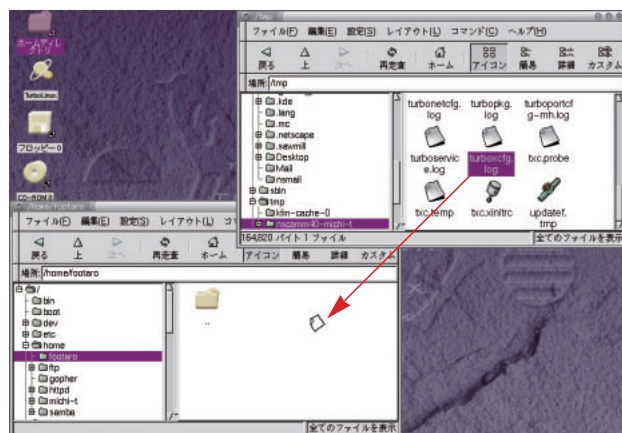 ホームディレ
クトリ
TurboLinux
フロッピー0
CD-ROM 0
/tmp
ファイル(F) 編集(E) 設定(S) レイアウト(L) コマンド(C) ヘルプ(H)
戻る 上 次へ 再走査 ホーム アイコン 簡易 詳細 カスタム
場所: /tmp
.kde
.lang
.mc
.netscape
.sawmill
Desktop
Mail
nsmail
sbin
tmp
kfm-cache-0
nscomm40-michi-t
turbonetcfg.
log
turbopkg.
log
turboportcf
g-mh.log
turboservic
e.log
turboxcfg.
log
txc.probe
txc.temp
txc.xinitrc
updatef.
tmp
164,820 バイト 1 ファイル
全てのファイルを表示
/home/footaro
ファイル(F) 編集(E) 設定(S) レイアウト(L) コマ
戻る 上 次へ 再走査 ホーム アイコン 簡易 詳細 カスタム
場所: /home/footaro
/
bin
boot
dev
etc
home
footaro
ftp
gopher
httpd
michi-t
samba
..
全てのファイルを表示